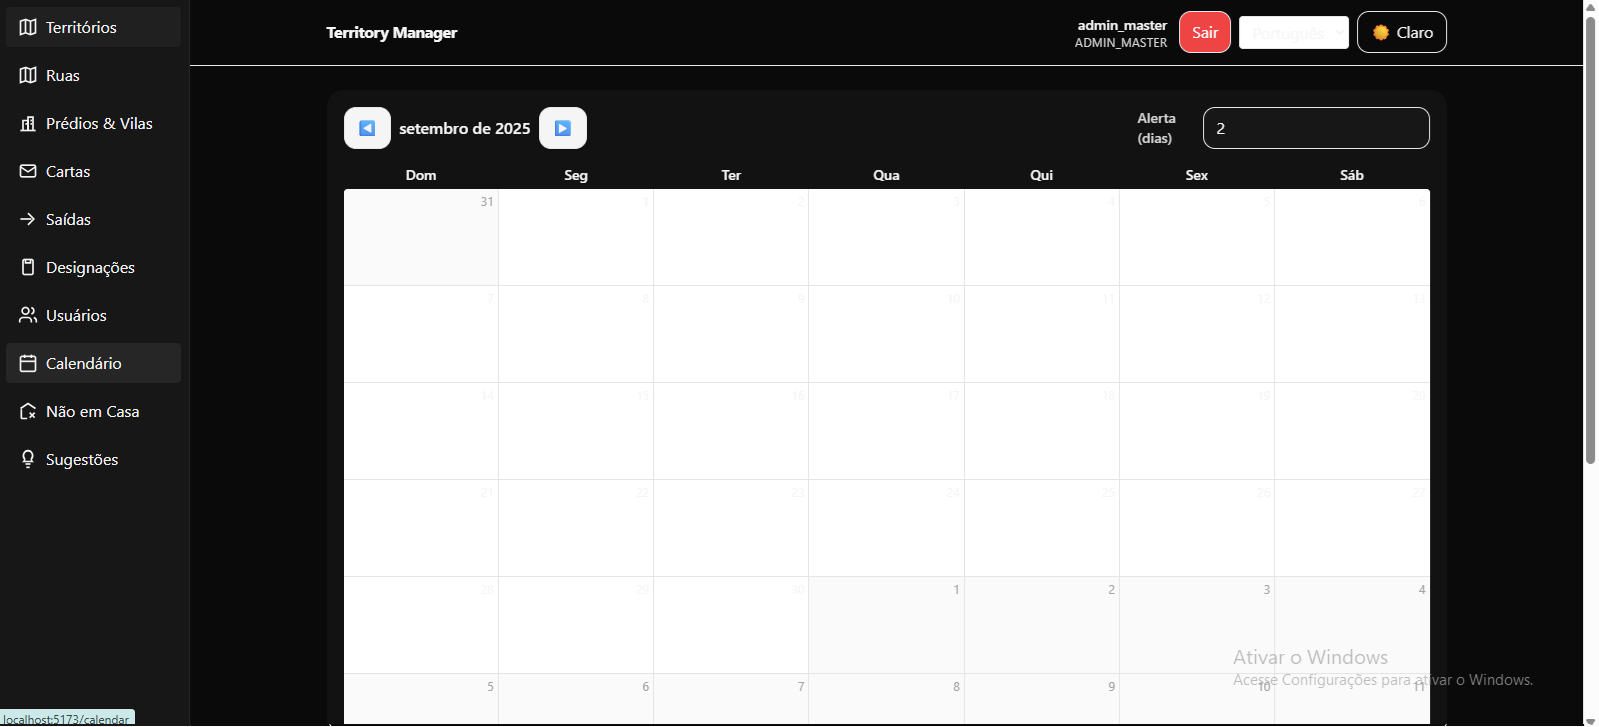 Territórios
Ruas
Prédios & Vilas
Cartas
Saídas
Designações
Usuários
Calendário
Não em Casa
Sugestões
localhost:5173/calendar
Territory Manager
admin_master
ADMIN_MASTER
Sair
Português
Claro
setembro de 2025
Alerta
(dias)
2
Dom Seg Ter Qua Qui Sex Sáb
31 1 2 3 4 5 6
7 8 9 10 11 12 13
14 15 16 17 18 19 20
21 22 23 24 25 26 27
28 29 30 1 2 3 4
5 6 7 8 9 10 11
Ativar o Windows
Acesse Configurações para ativar o Windows.